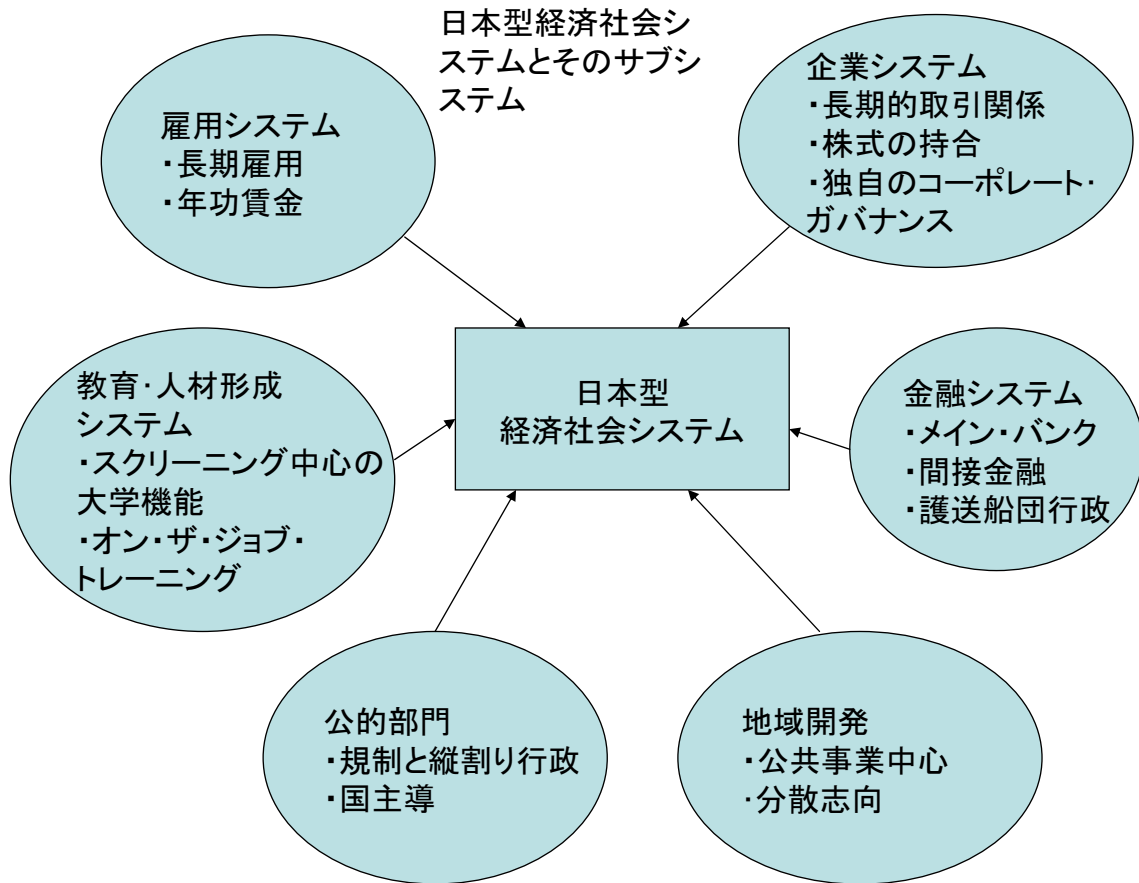 日本型経済社会シ
ステムとそのサブシ
ステム
雇用システム
・長期雇用
・年功賃金
企業システム
・長期的取引関係
・株式の持合
・独自のコーポレート・
ガバナンス
教育・人材形成
システム
・スクリーニング中心の
大学機能
・オン・ザ・ジョブ・
トレーニング
日本型
経済社会システム
金融システム
・メイン・バンク
・間接金融
・護送船団行政
公的部門
・規制と縦割り行政
・国主導
地域開発
・公共事業中心
・分散志向